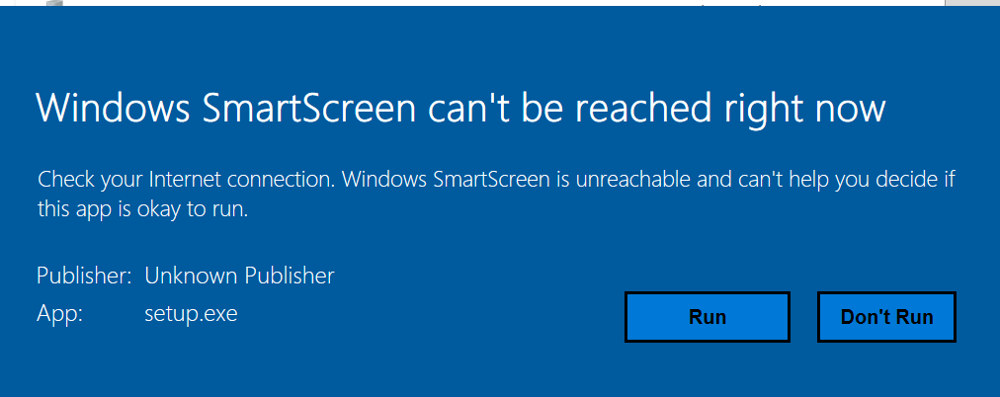 Windows SmartScreen can't be reached right now
Check your Internet connection. Windows SmartScreen is unreachable and can't help you decide if
this app is okay to run.
Publisher: Unknown Publisher
App: setup.exe
Run Don't Run